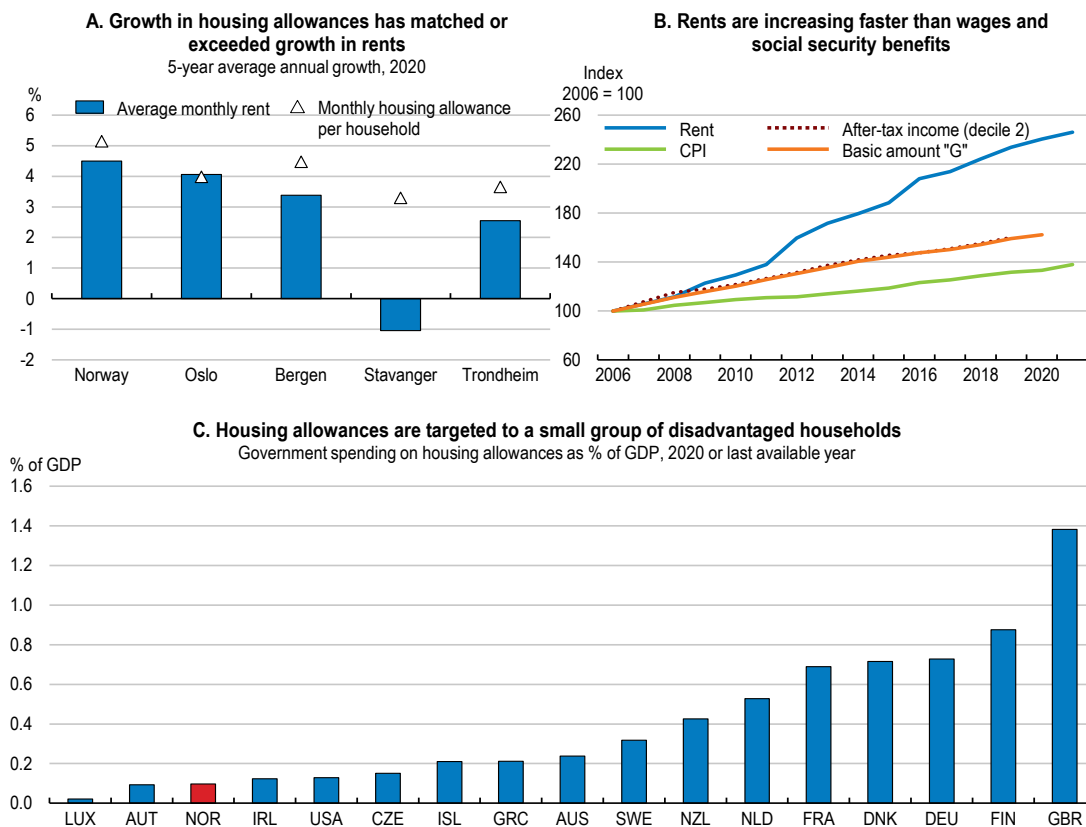 A. Growth in housing allowances has matched or
exceeded growth in rents
5-year average annual growth, 2020
%
Average monthly rent
Monthly housing allowance
per household
6
5
4
3
2
1
0
-1
-2
Norway Oslo Bergen Stavanger Trondheim
B. Rents are increasing faster than wages and
social security benefits
Index
2006 = 100
260
220
180
140
100
60
Rent
After-tax income (decile 2)
CPI
Basic amount "G"
2006 2008 2010 2012 2014 2016 2018 2020
C. Housing allowances are targeted to a small group of disadvantaged households
Government spending on housing allowances as % of GDP, 2020 or last available year
% of GDP
1.6
1.4
1.2
1.0
0.8
0.6
0.4
0.2
0.0
LUX AUT NOR IRL USA CZE ISL GRC AUS SWE NZL NLD FRA DNK DEU FIN GBR